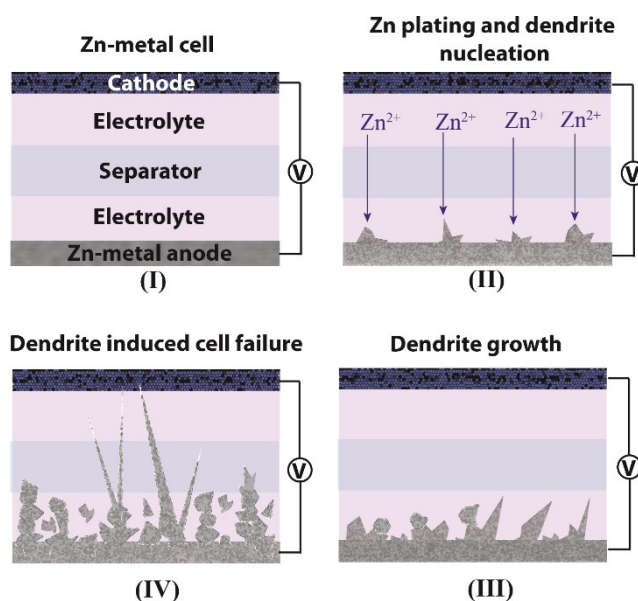 Zn-metal cell
Cathode
Electrolyte
Separator
Electrolyte
Zn-metal anode
V
(I)
Zn plating and dendrite
nucleation
Zn²⁺ Zn²⁺ Zn²⁺ Zn²⁺
V
(II)
Dendrite induced cell failure
V
(IV)
Dendrite growth
V
(III)